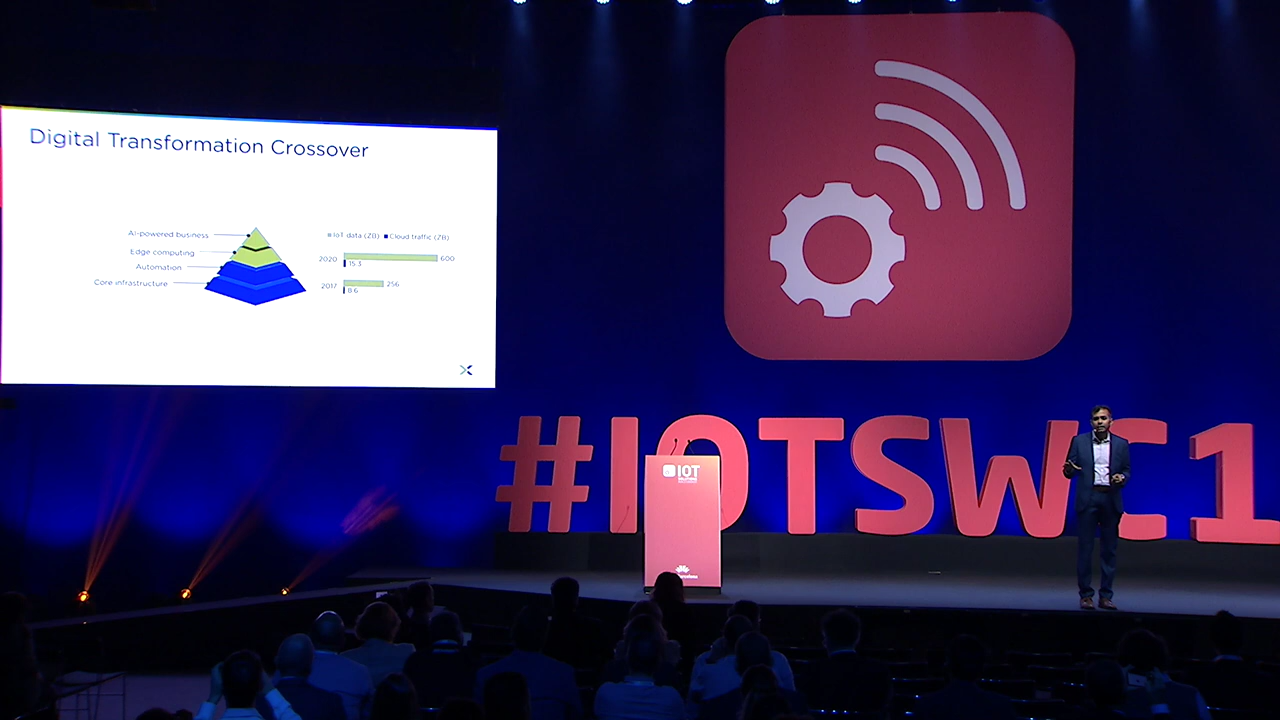 Digital Transformation Crossover
AI-powered business
Edge computing
Automation
Core infrastructure
IoT data (ZB) Cloud traffic (ZB)
2020 600
15.3
2017 256
8.6
#IOTSWC1
IOT
SOLUTIONS